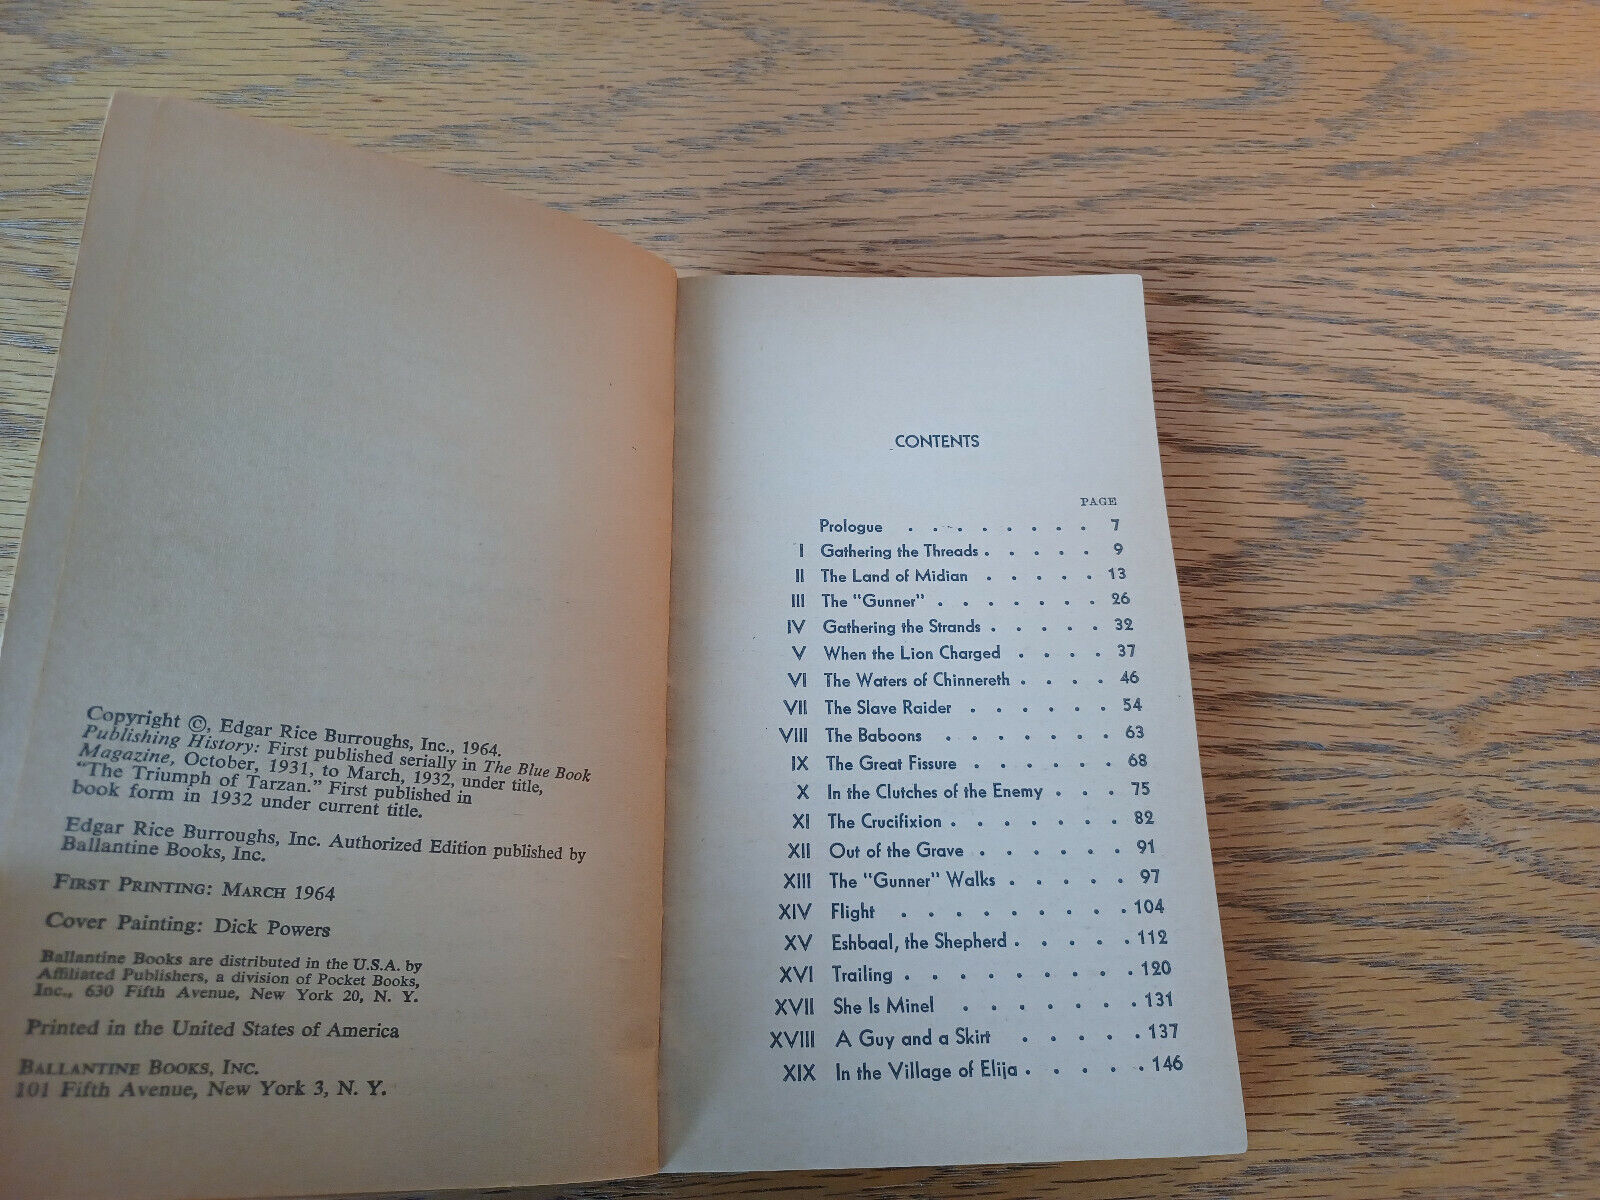 Copyright ©, Edgar Rice Burroughs, Inc., 1964.
Publishing History: First published serially in The Blue Book
Magazine, October, 1931, to March, 1932, under title,
"The Triumph of Tarzan." First published in
book form in 1932 under current title.
Edgar Rice Burroughs, Inc. Authorized Edition published by
Ballantine Books, Inc.
FIRST PRINTING: MARCH 1964
Cover Painting: Dick Powers
Ballantine Books are distributed in the U.S.A. by
Affiliated Publishers, a division of Pocket Books,
Inc., 630 Fifth Avenue, New York 20, N. Y.
Printed in the United States of America
BALLANTINE BOOKS, INC.
101 Fifth Avenue, New York 3, N. Y.
CONTENTS
PAGE
Prologue . . . . . . . . 7
I Gathering the Threads . . . . . 9
II The Land of Midian . . . . . 13
III The "Gunner" . . . . . . . 26
IV Gathering the Strands . . . . . 32
V When the Lion Charged . . . . 37
VI The Waters of Chinnereth . . . . 46
VII The Slave Raider . . . . . . 54
VIII The Baboons . . . . . . . 63
IX The Great Fissure . . . . . . 68
X In the Clutches of the Enemy . . . 75
XI The Crucifixion . . . . . . . 82
XII Out of the Grave . . . . . . 91
XIII The "Gunner" Walks . . . . . 97
XIV Flight . . . . . . . . . 104
XV Eshbaal, the Shepherd . . . . . 112
XVI Trailing . . . . . . . . . 120
XVII She Is Mine! . . . . . . . 131
XVIII A Guy and a Skirt . . . . . 137
XIX In the Village of Elija . . . . . 146